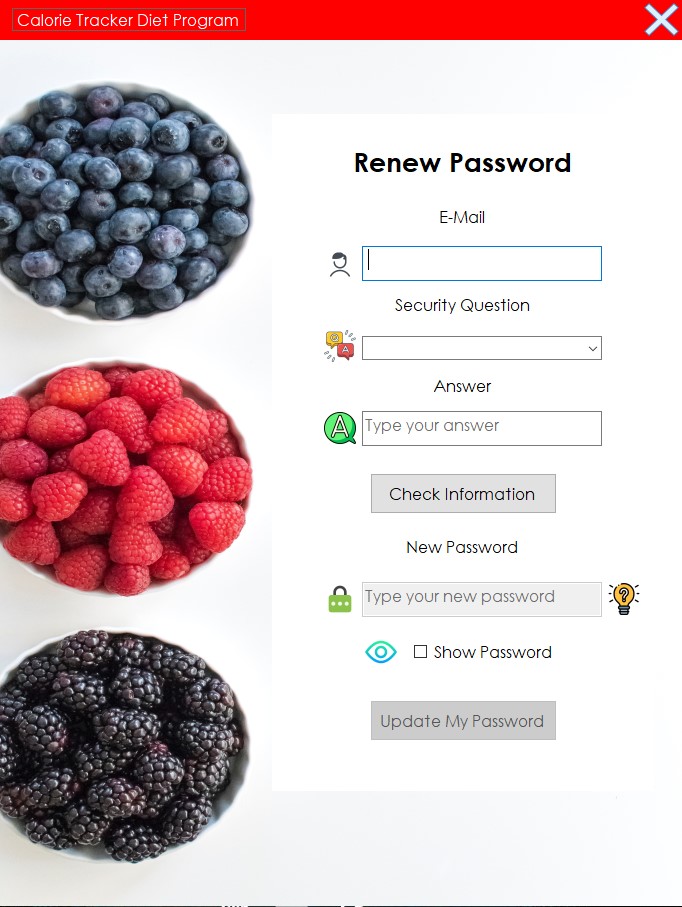 Calorie Tracker Diet Program
Renew Password
E-Mail
Security Question
Answer
Type your answer
Check Information
New Password
Type your new password
Show Password
Update My Password